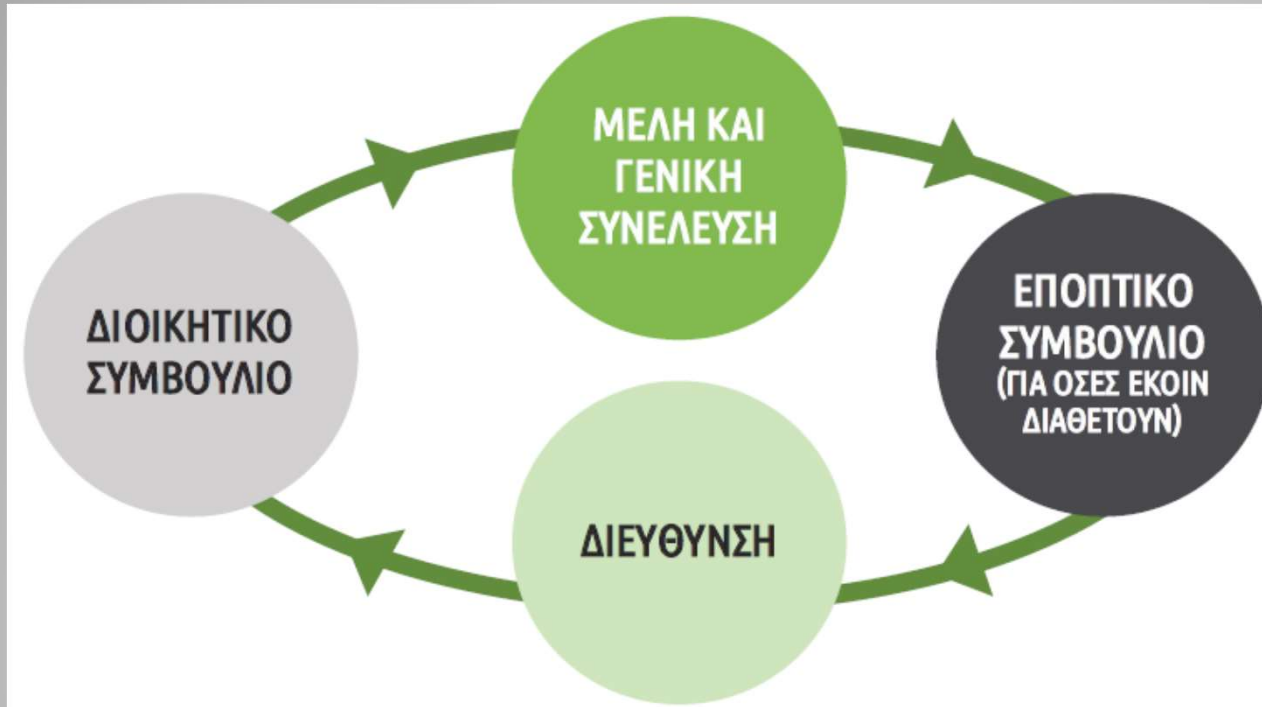 ΜΕΛΗ ΚΑΙ
ΓΕΝΙΚΗ
ΣΥΝΕΛΕΥΣΗ
ΕΠΟΠΤΙΚΟ
ΣΥΜΒΟΥΛΙΟ
(ΓΙΑ ΟΣΕΣ ΕΚΟΙΝ
ΔΙΑΘΕΤΟΥΝ)
ΔΙΕΥΘΥΝΣΗ
ΔΙΟΙΚΗΤΙΚΟ
ΣΥΜΒΟΥΛΙΟ